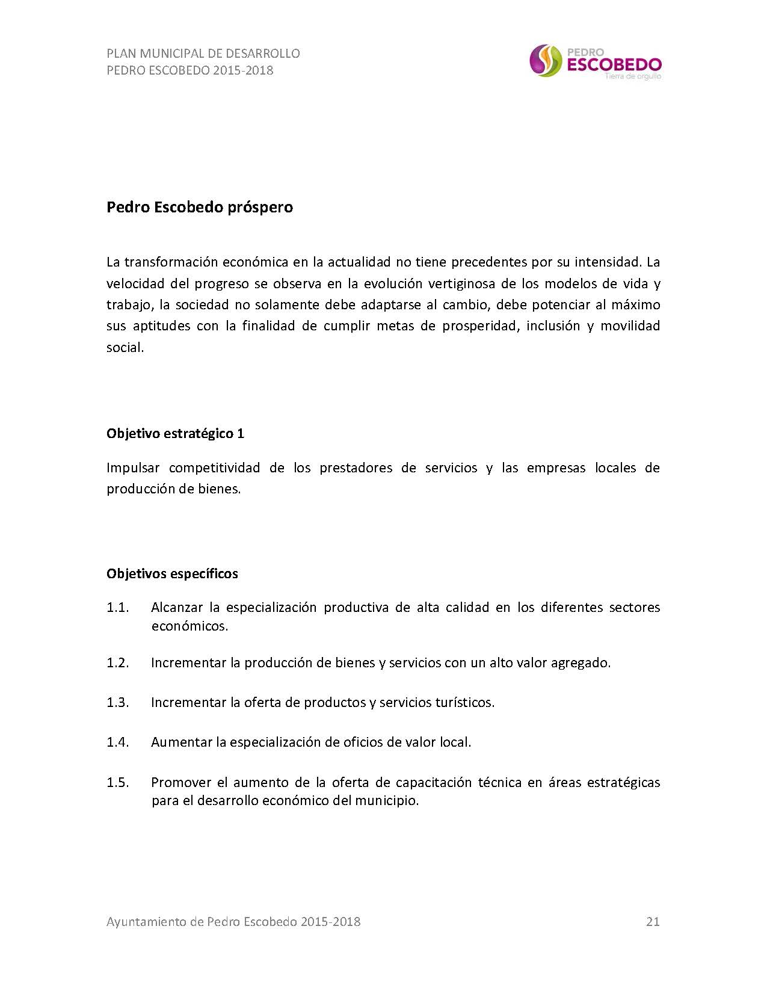 PLAN MUNICIPAL DE DESARROLLO
PEDRO ESCOBEDO 2015-2018
PEDRO
ESCOBEDO
Tierra de orgullo
Pedro Escobedo próspero
La transformación económica en la actualidad no tiene precedentes por su intensidad. La
velocidad del progreso se observa en la evolución vertiginosa de los modelos de vida y
trabajo, la sociedad no solamente debe adaptarse al cambio, debe potenciar al máximo
sus aptitudes con la finalidad de cumplir metas de prosperidad, inclusión y movilidad
social.
Objetivo estratégico 1
Impulsar competitividad de los prestadores de servicios y las empresas locales de
producción de bienes.
Objetivos específicos
1.1. Alcanzar la especialización productiva de alta calidad en los diferentes sectores
económicos.
1.2. Incrementar la producción de bienes y servicios con un alto valor agregado.
1.3. Incrementar la oferta de productos y servicios turísticos.
1.4. Aumentar la especialización de oficios de valor local.
1.5. Promover el aumento de la oferta de capacitación técnica en áreas estratégicas
para el desarrollo económico del municipio.
Ayuntamiento de Pedro Escobedo 2015-2018 21